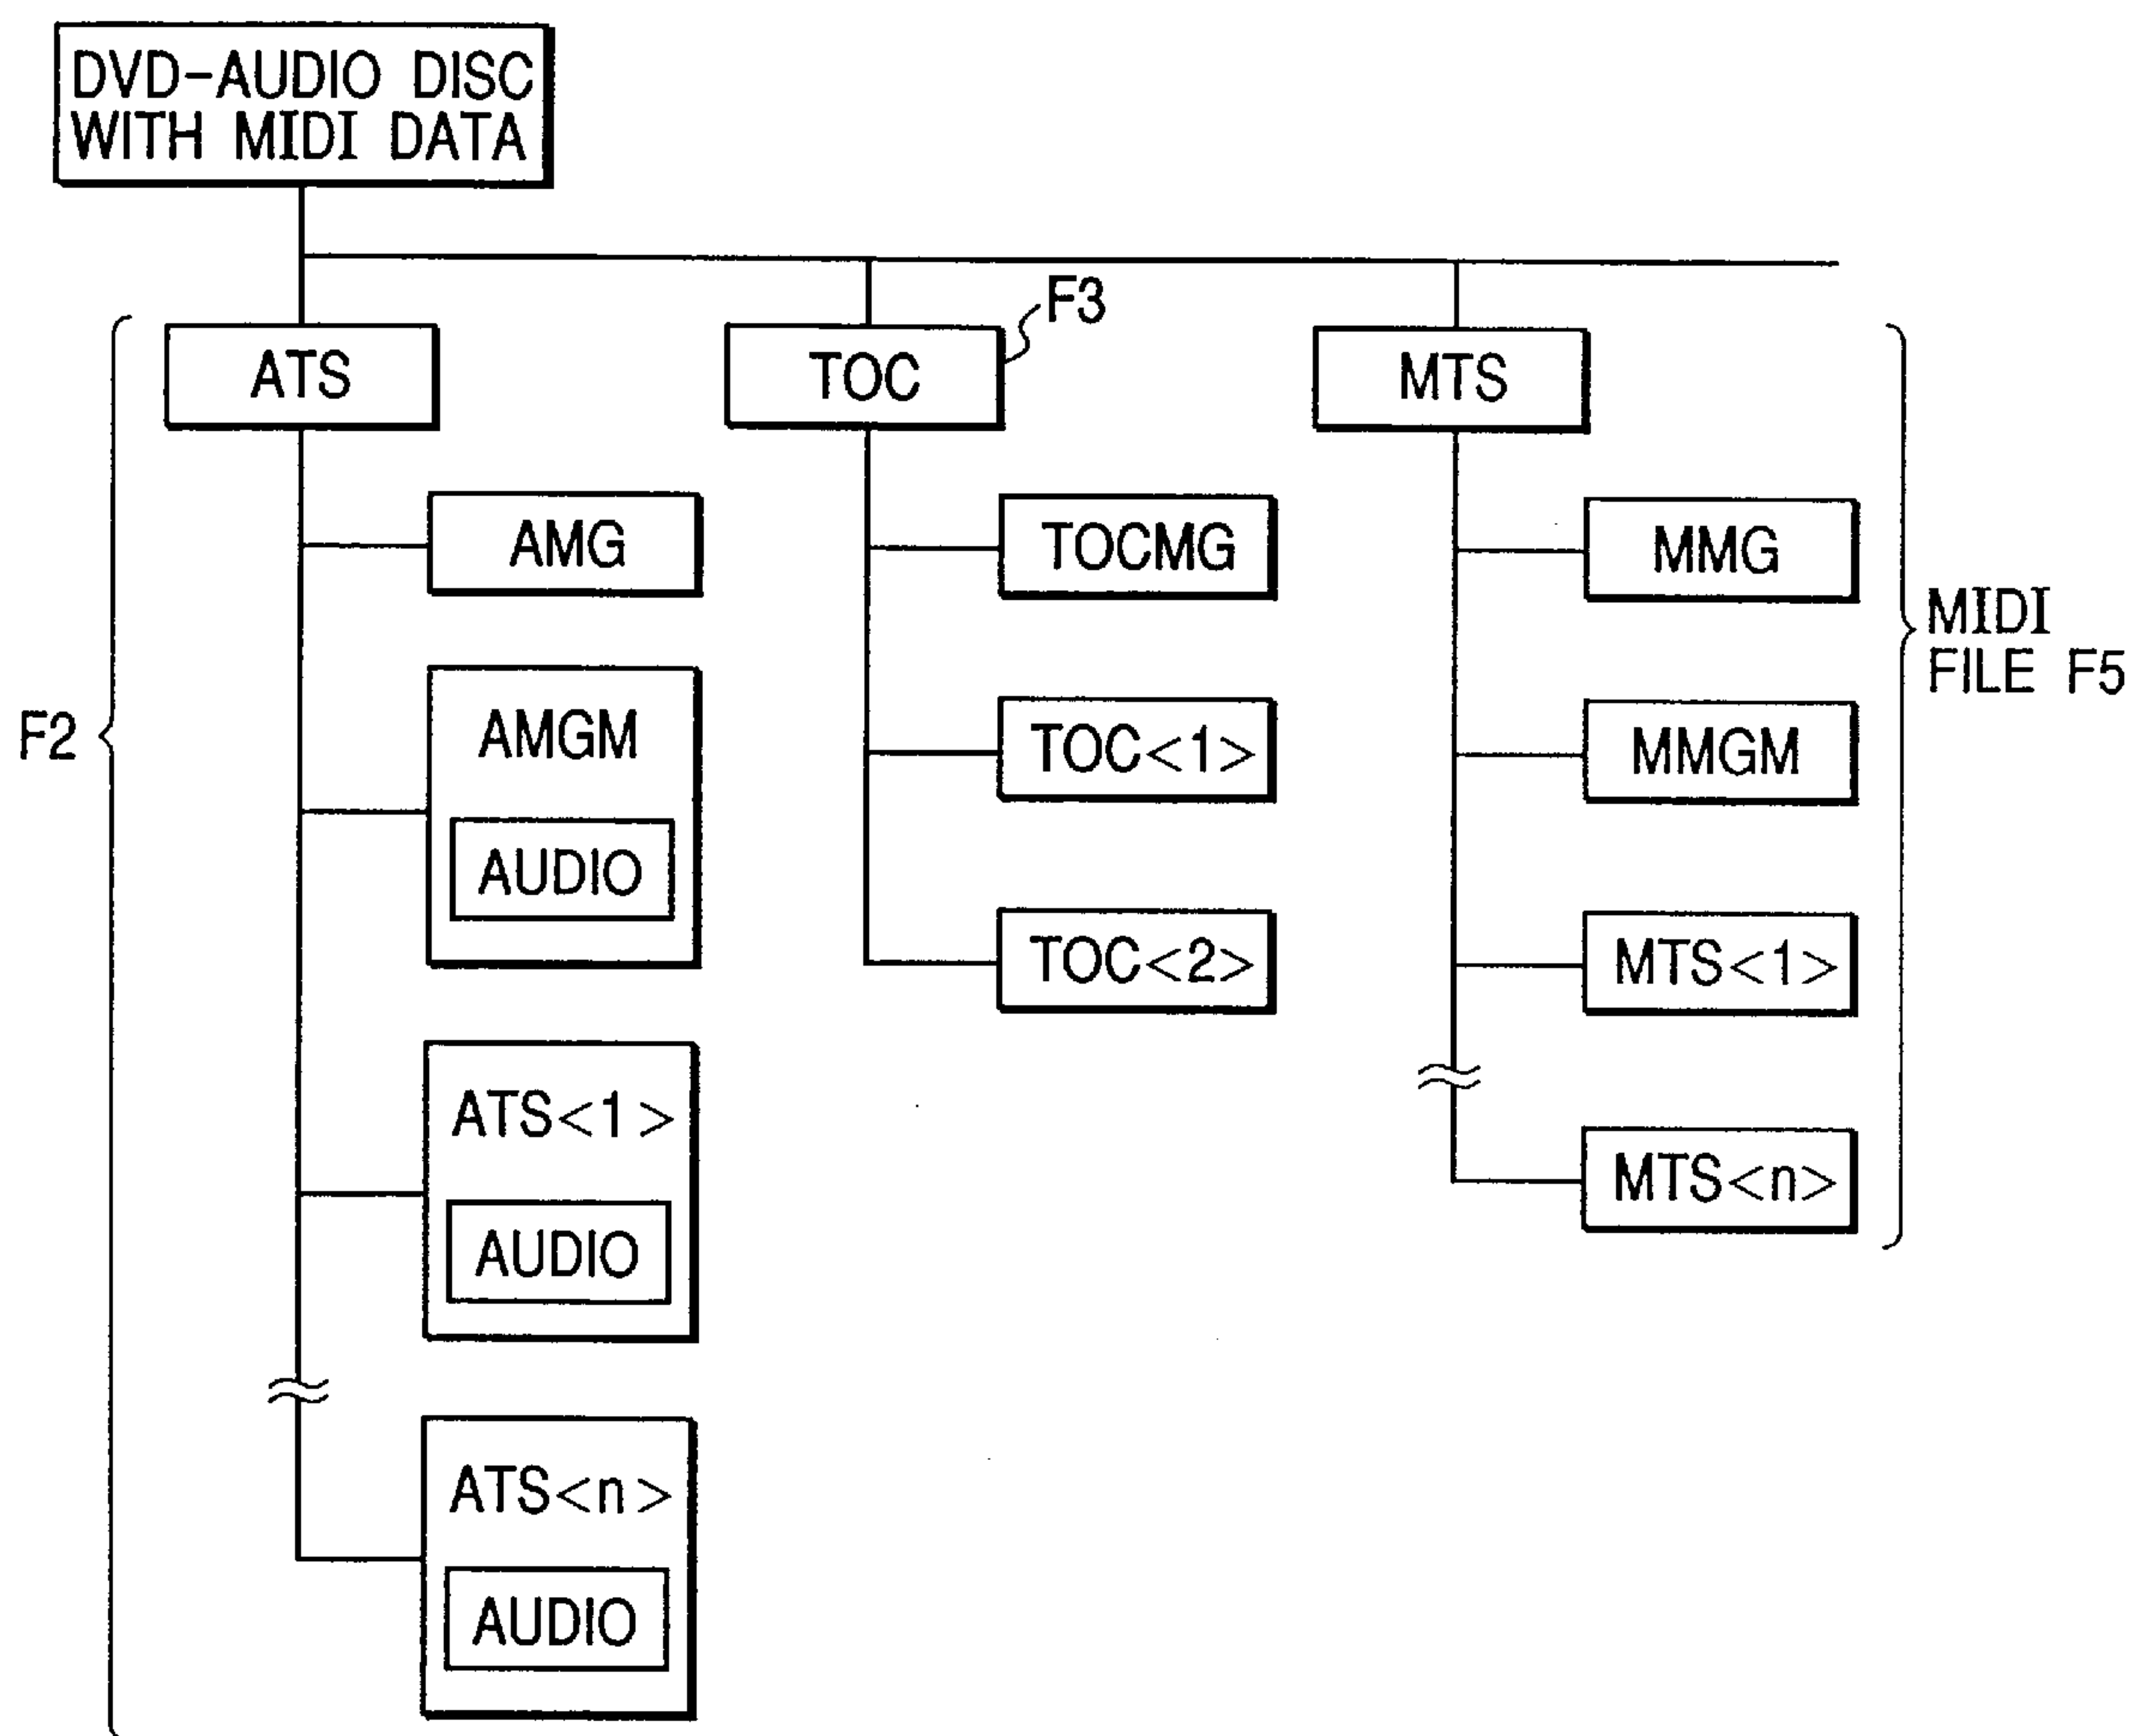 DVD-AUDIO DISC
WITH MIDI DATA
F2
ATS
AMG
AMGM
AUDIO
ATS<1>
AUDIO
ATS<n>
AUDIO
F3
TOC
TOCMG
TOC<1>
TOC<2>
MTS
MMG
MMGM
MTS<1>
MTS<n>
MIDI
FILE F5